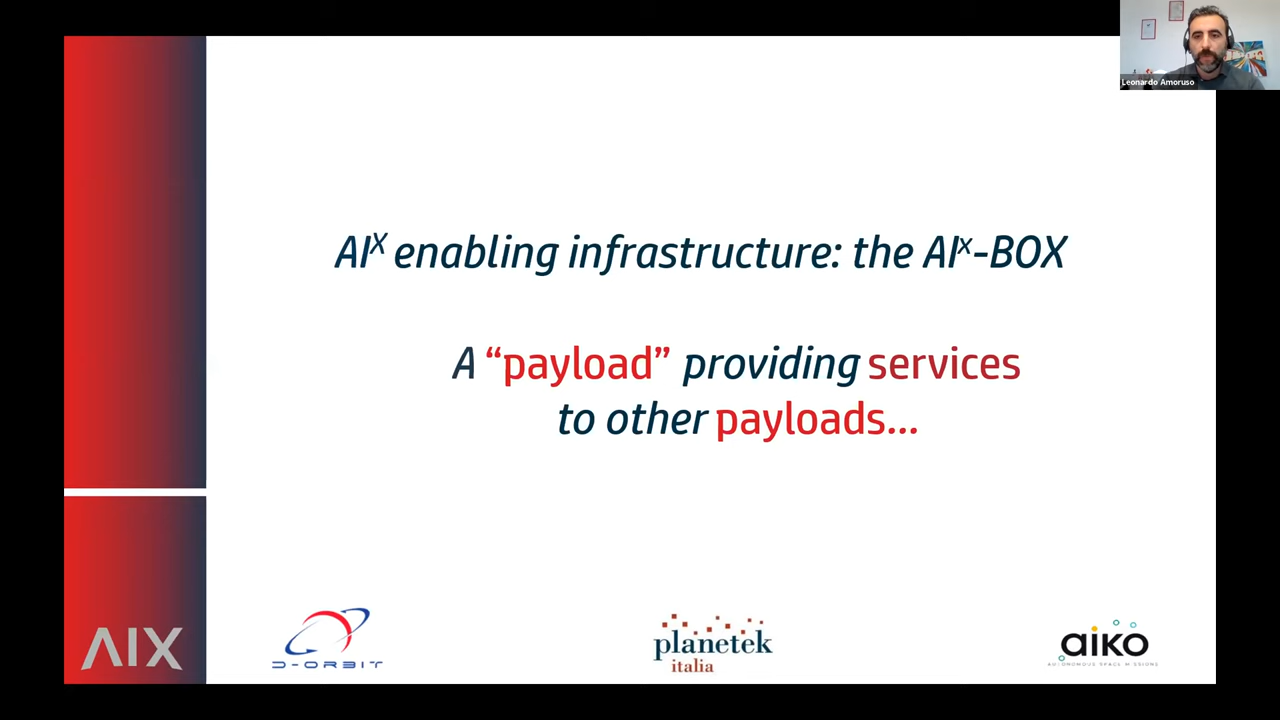 Leonardo Amoruso
AIX enabling infrastructure: the AIx-BOX
A “payload” providing services
to other payloads...
AIX
D-ORBIT
planetek
italia
aiko
AUTONOMOUS SPACE MISSIONS